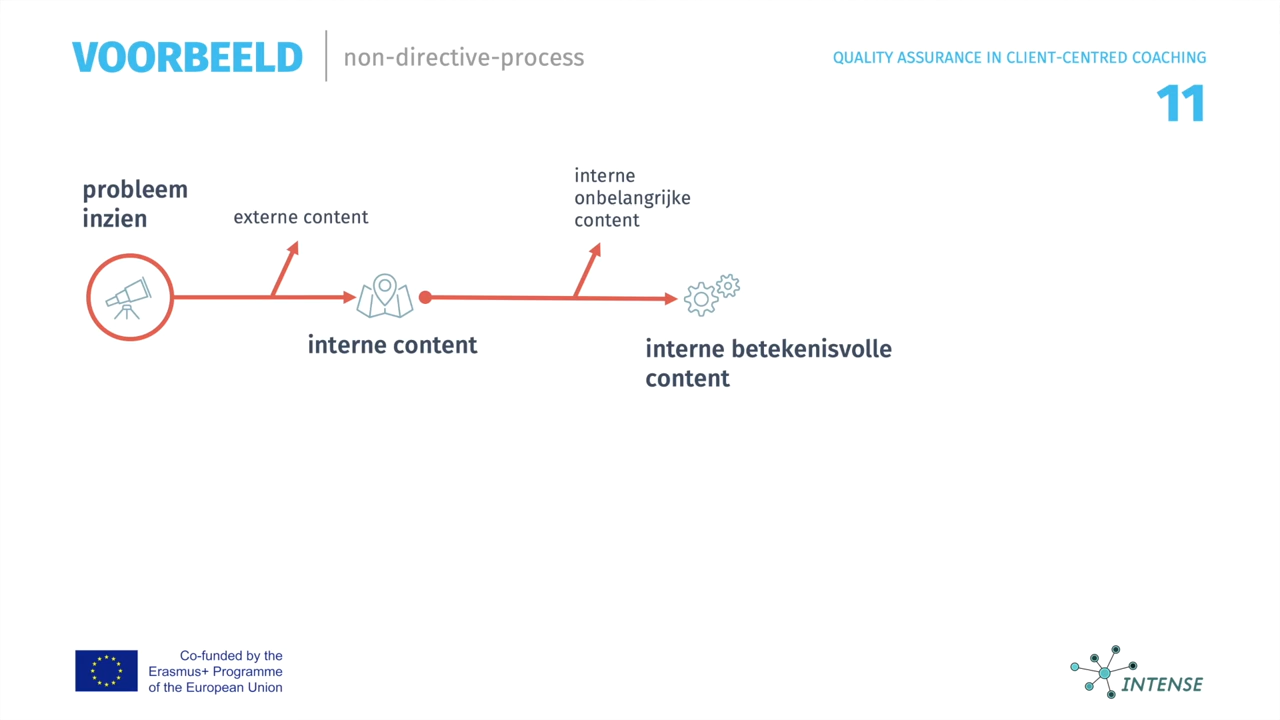 VOORBEELD
non-directive-process
QUALITY ASSURANCE IN CLIENT-CENTRED COACHING
11
probleem
inzien
externe content
interne
onbelangrijke
content
interne content
interne betekenisvolle
content
Co-funded by the
Erasmus+ Programme
of the European Union
INTENSE